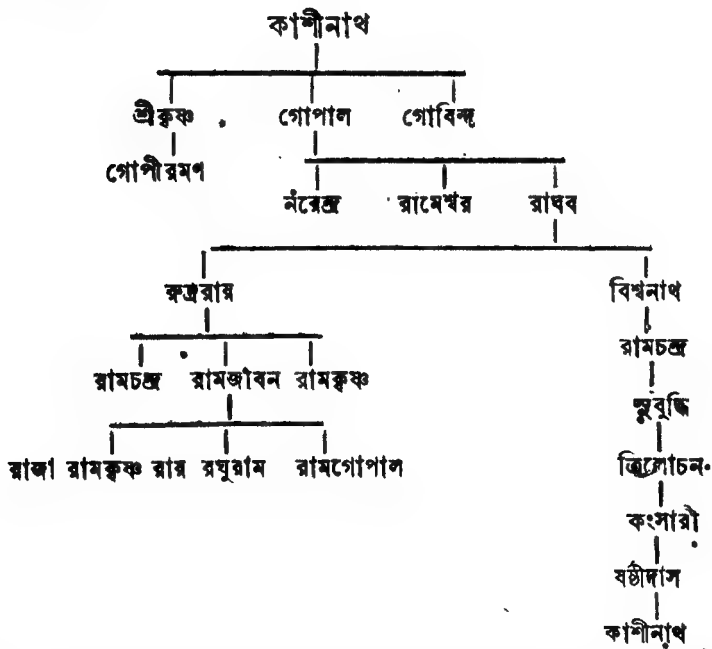 কাশীনাথ
শ্রীকৃষ্ণ গোপাল গোবিন্দ
গোপীরমণ
নরেন্দ্র রামেশ্বর রাঘব
রুদ্ররায় বিশ্বনাথ
রামচন্দ্র
রামচন্দ্র রামজীবন রামকৃষ্ণ
সুবুদ্ধি
রাজা রামকৃষ্ণ রায় রঘুরাম রামগোপাল ত্রিলোচন
কংসারী
ষষ্ঠীদাস
কাশীনাথ